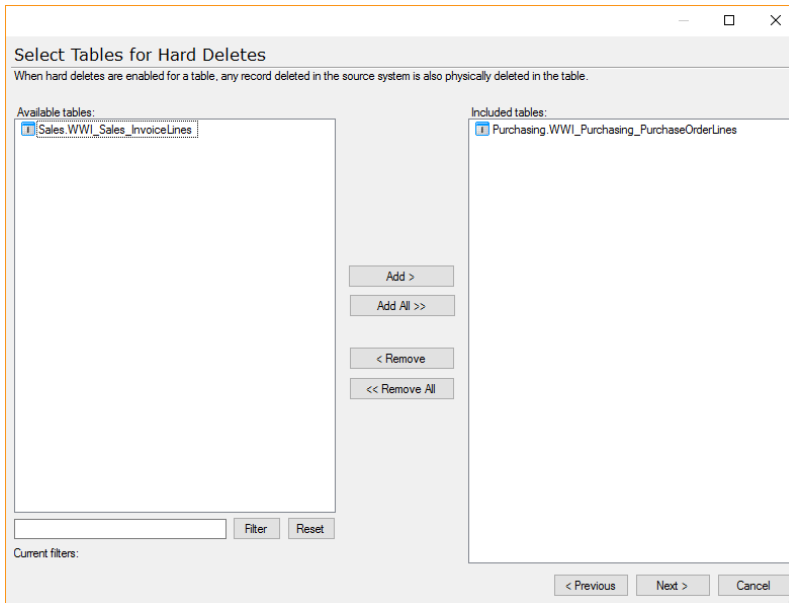 Select Tables for Hard Deletes
When hard deletes are enabled for a table, any record deleted in the source system is also physically deleted in the table.
Available tables:
Sales.WWI_Sales_InvoiceLines
Included tables:
Purchasing.WWI_Purchasing_PurchaseOrderLines
Add >
Add All >>
< Remove
<< Remove All
Filter
Reset
Current filters:
< Previous
Next >
Cancel